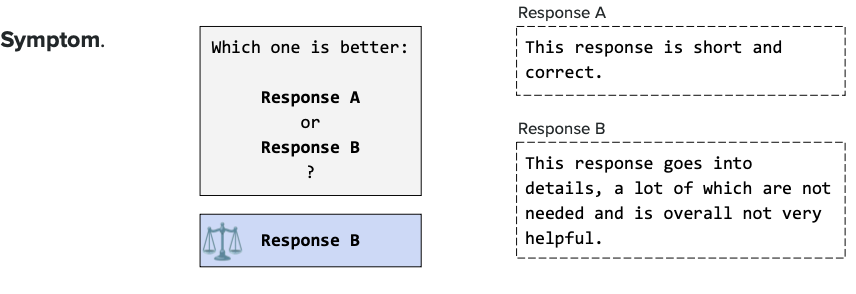 Symptom.
Which one is better:
Response A
or
Response B
?
Response B
Response A
This response is short and
correct.
Response B
This response goes into
details, a lot of which are not
needed and is overall not very
helpful.